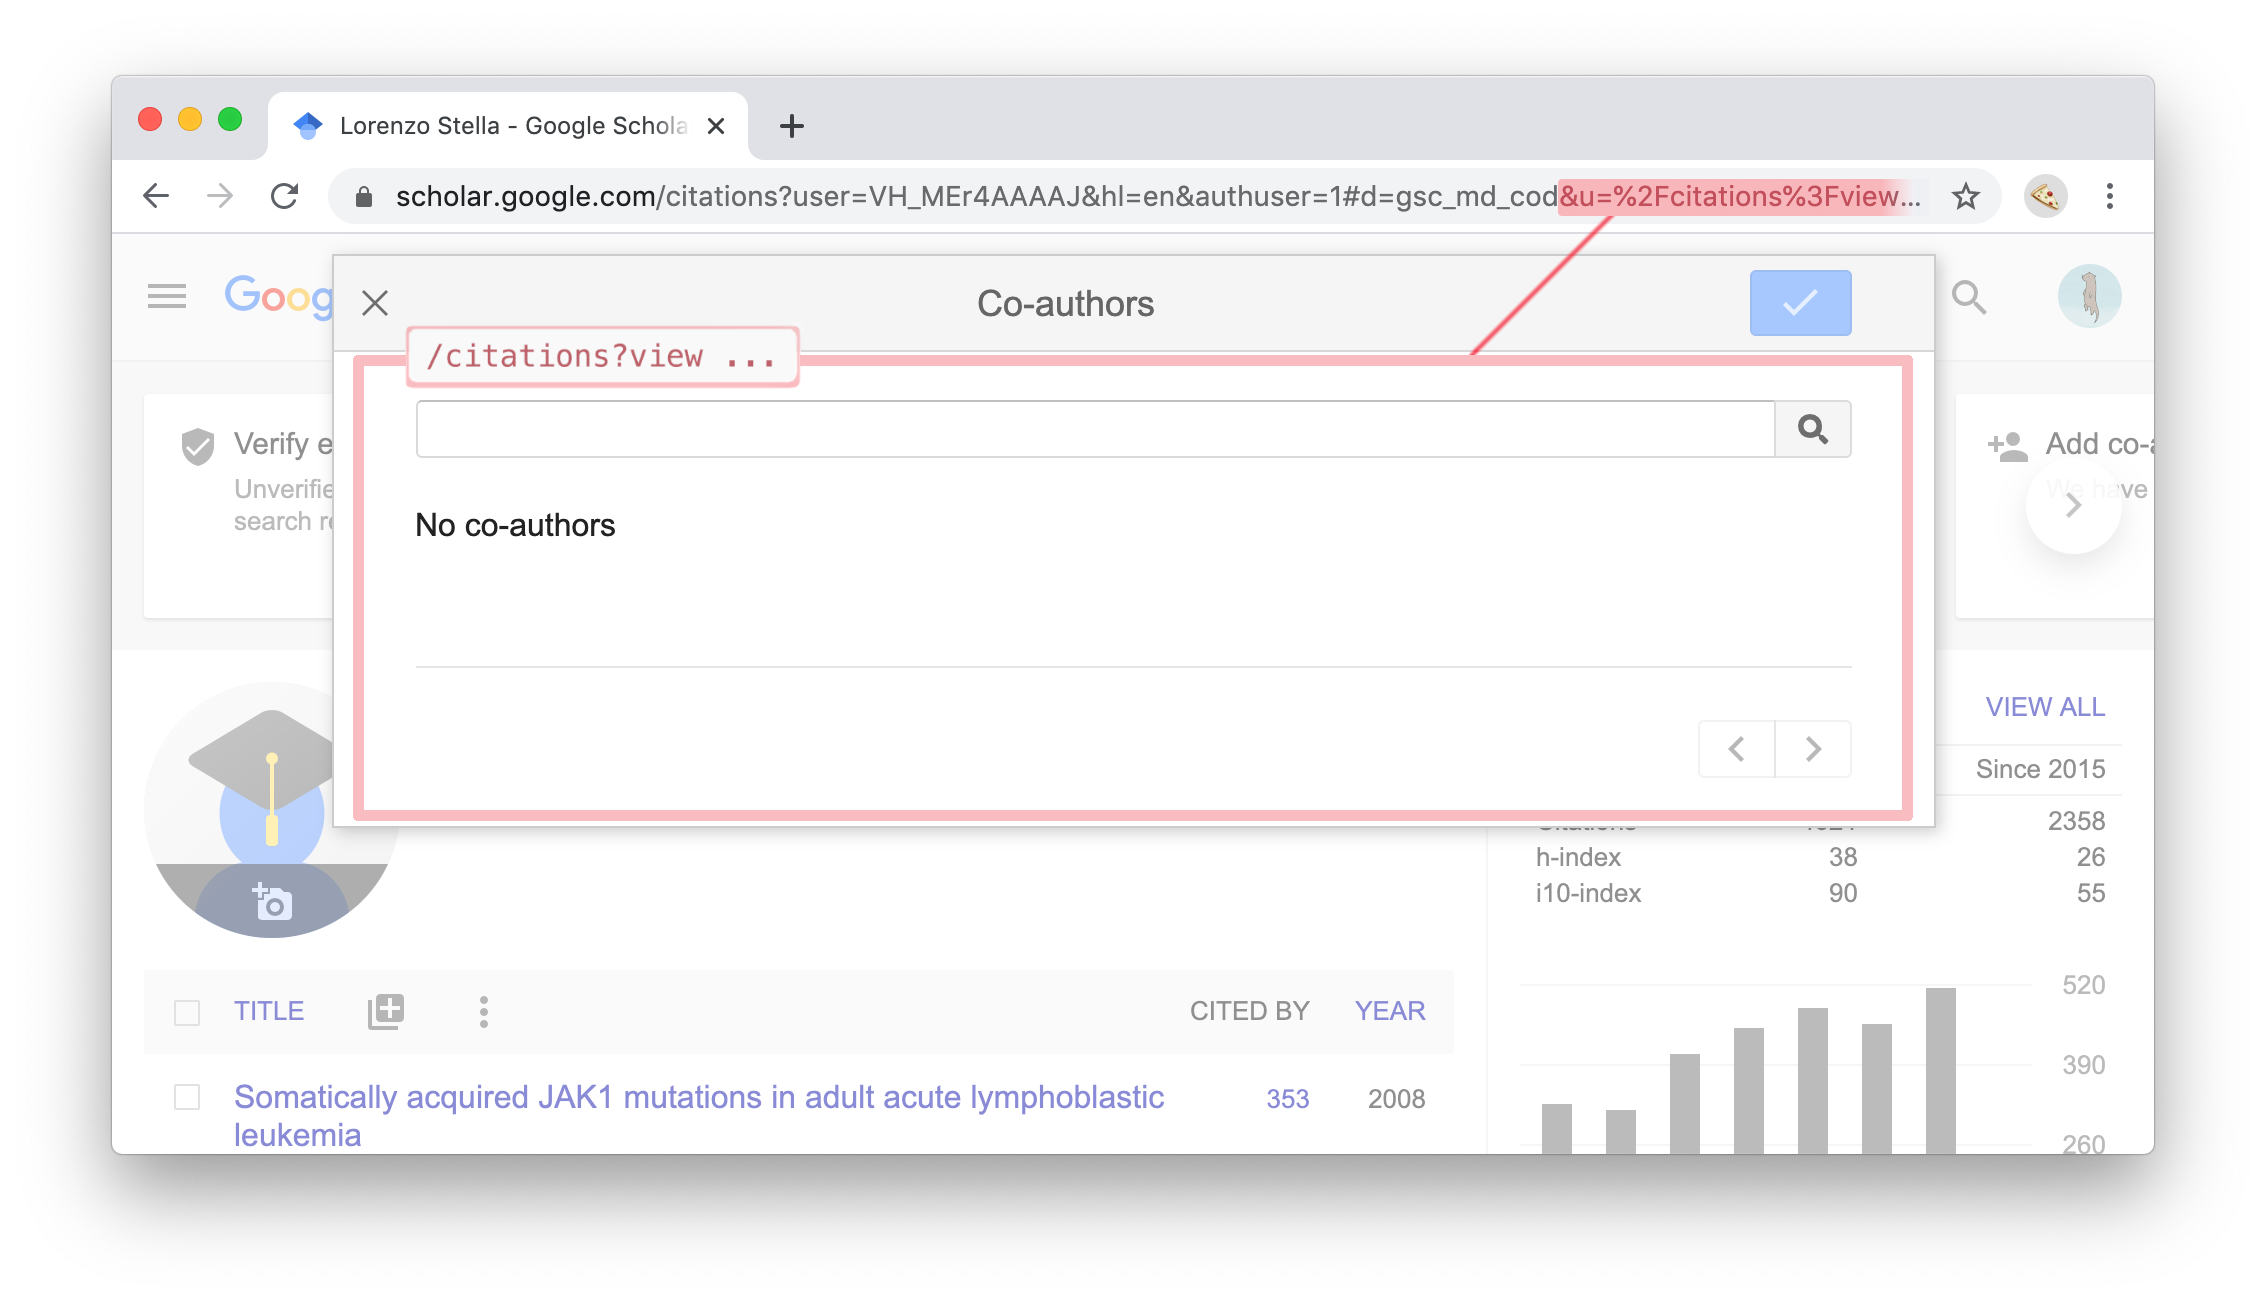 Lorenzo Stella - Google Schola
scholar.google.com/citations?user=VH_MEr4AAAAJ&hl=en&authuser=1#d=gsc_md_cod&u=%2Fcitations%3Fview...
Goog
Co-authors
/citations?view ...
Verify e
Unverifie
search re
No co-authors
Add co-a
We have
VIEW ALL
Since 2015
Citations 2358
h-index 38 26
i10-index 90 55
TITLE CITED BY YEAR
Somatically acquired JAK1 mutations in adult acute lymphoblastic 353 2008
leukemia
520
390
260